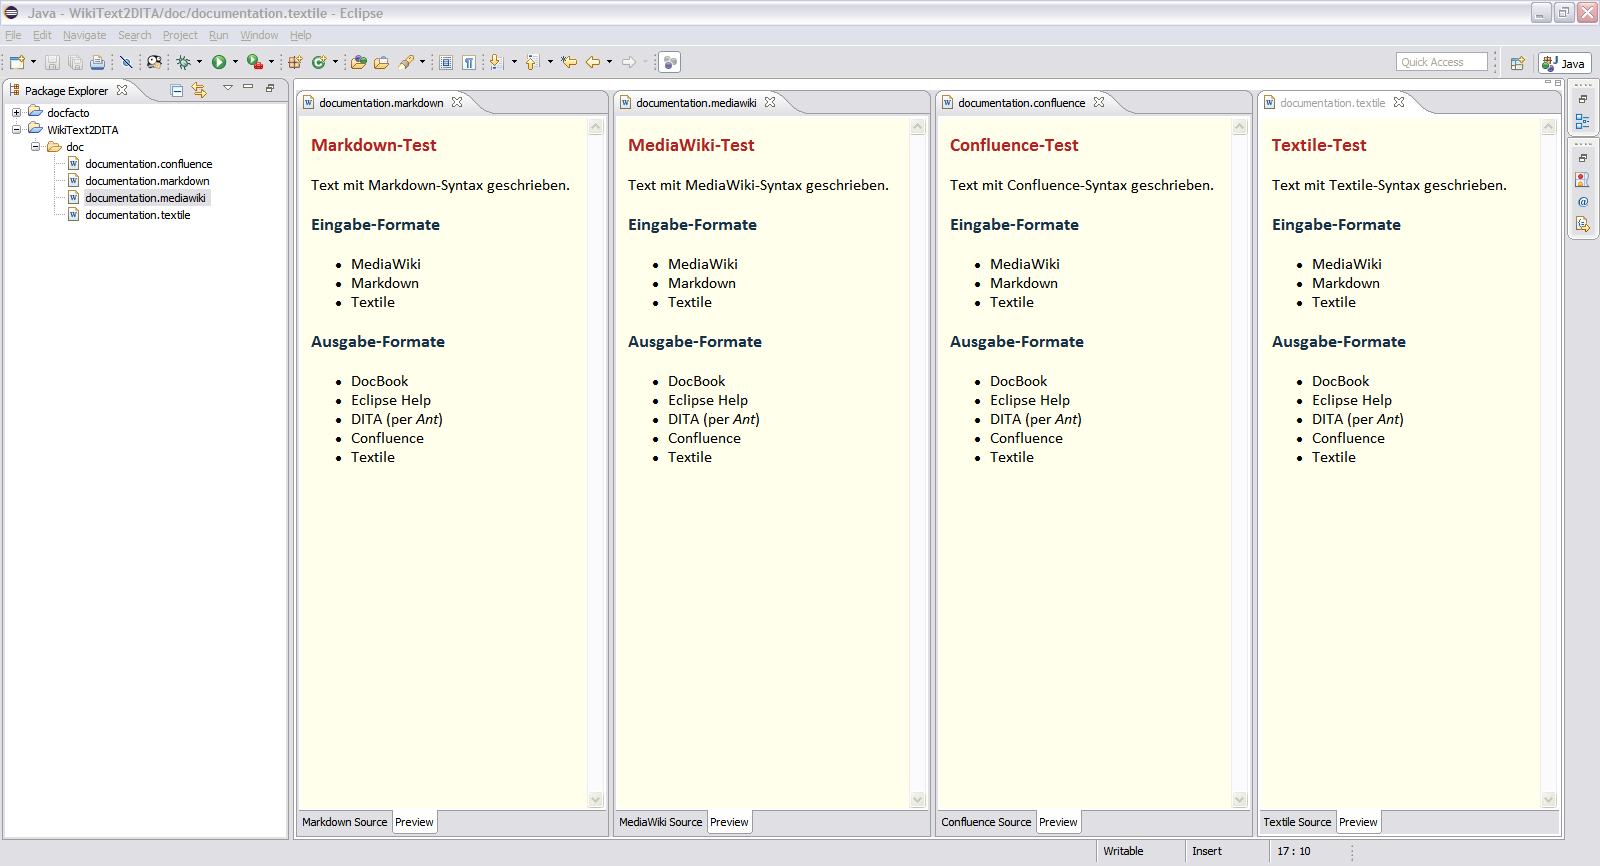 Java - WikiText2DITA/doc/documentation.textile - Eclipse
File Edit Navigate Search Project Run Window Help
Quick Access
Java
Package Explorer
docfacto
WikiText2DITA
doc
documentation.confluence
documentation.markdown
documentation.mediawiki
documentation.textile
documentation.markdown
Markdown-Test
Text mit Markdown-Syntax geschrieben.
Eingabe-Formate
• MediaWiki
• Markdown
• Textile
Ausgabe-Formate
• DocBook
• Eclipse Help
• DITA (per Ant)
• Confluence
• Textile
Markdown Source Preview
documentation.mediawiki
MediaWiki-Test
Text mit MediaWiki-Syntax geschrieben.
Eingabe-Formate
• MediaWiki
• Markdown
• Textile
Ausgabe-Formate
• DocBook
• Eclipse Help
• DITA (per Ant)
• Confluence
• Textile
MediaWiki Source Preview
documentation.confluence
Confluence-Test
Text mit Confluence-Syntax geschrieben.
Eingabe-Formate
• MediaWiki
• Markdown
• Textile
Ausgabe-Formate
• DocBook
• Eclipse Help
• DITA (per Ant)
• Confluence
• Textile
Confluence Source Preview
documentation.textile
Textile-Test
Text mit Textile-Syntax geschrieben.
Eingabe-Formate
• MediaWiki
• Markdown
• Textile
Ausgabe-Formate
• DocBook
• Eclipse Help
• DITA (per Ant)
• Confluence
• Textile
Textile Source Preview
Writable Insert 17 : 10